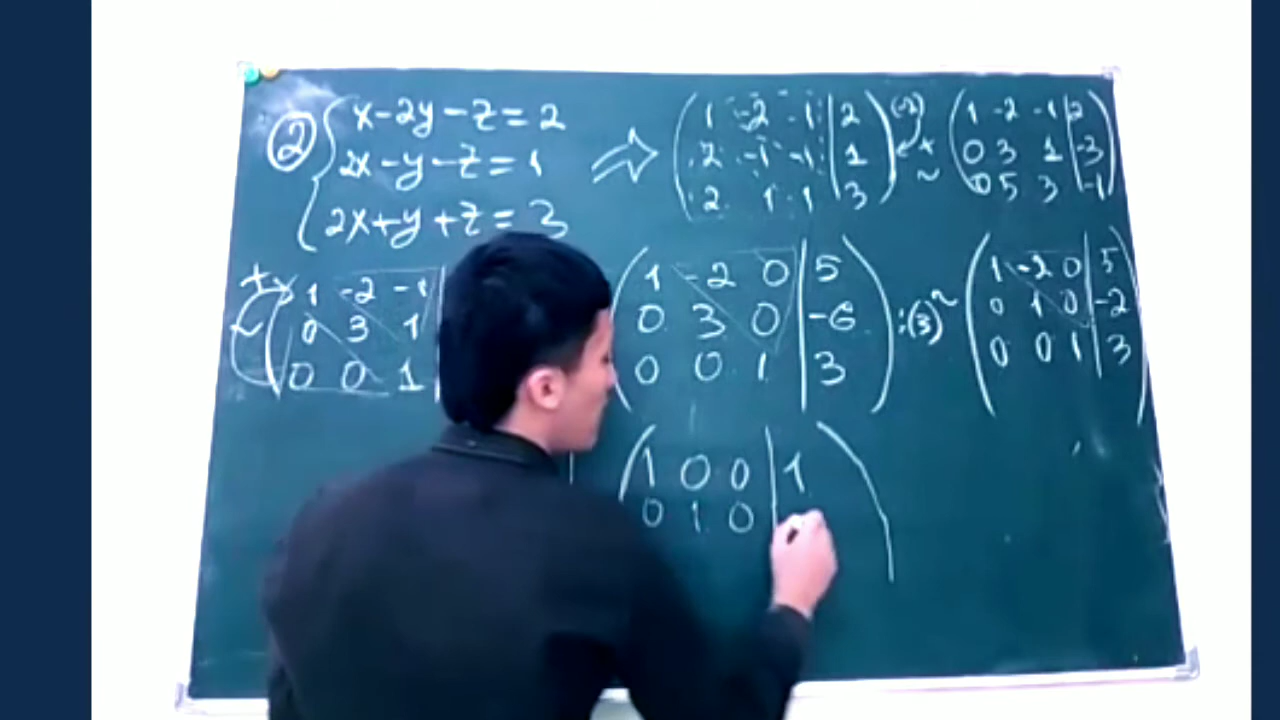 ② { x-2y-z=2
2x-y-z=1
2x+y+z=3
⇒ ( 1 -2 -1 | 2
2 -1 -1 | 1
2 1 1 | 3 ) (-2) + ~
( 1 -2 -1 | 2
0 3 1 | -3
0 5 3 | -1 )
+ ~ ( 1 -2 -1 |
0 3 1
0 0 1
( 1 -2 0 | 5
0 3 0 | -6
0 0 1 | 3 ) :(3) ~
( 1 -2 0 | 5
0 1 0 | -2
0 0 1 | 3 )
( 1 0 0 | 1
0 1 0 | )